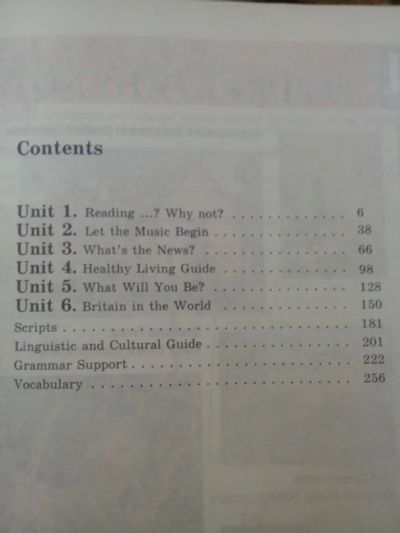 Contents
Unit 1. Reading ...? Why not? . . . . . . . . . . . . . 6
Unit 2. Let the Music Begin . . . . . . . . . . . . . . . 38
Unit 3. What's the News? . . . . . . . . . . . . . . . . 66
Unit 4. Healthy Living Guide . . . . . . . . . . . . . . 98
Unit 5. What Will You Be? . . . . . . . . . . . . . . . 128
Unit 6. Britain in the World . . . . . . . . . . . . . . 150
Scripts . . . . . . . . . . . . . . . . . . . . . . . . . . . . . 181
Linguistic and Cultural Guide . . . . . . . . . . . . . . . 201
Grammar Support . . . . . . . . . . . . . . . . . . . . . . . 222
Vocabulary . . . . . . . . . . . . . . . . . . . . . . . . . . . 256